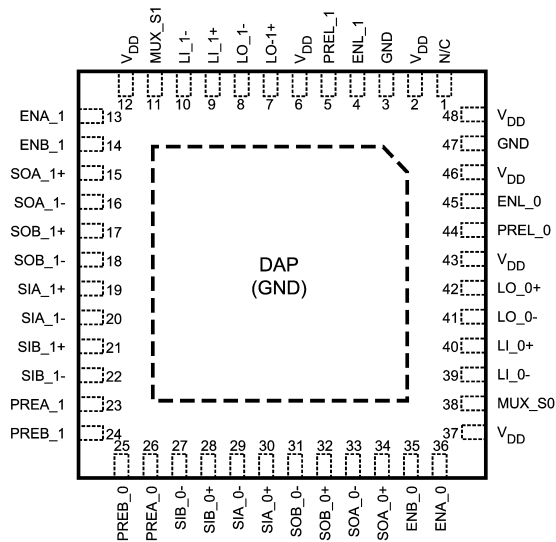 VDD
MUX_S1
LI_1-
LI_1+
LO_1-
LO-1+
VDD
PREL_1
ENL_1
GND
VDD
N/C
12
11
10
9
8
7
6
5
4
3
2
1
ENA_1 13
ENB_1 14
SOA_1+ 15
SOA_1- 16
SOB_1+ 17
SOB_1- 18
SIA_1+ 19
SIA_1- 20
SIB_1+ 21
SIB_1- 22
PREA_1 23
PREB_1 24
DAP
(GND)
48 VDD
47 GND
46 VDD
45 ENL_0
44 PREL_0
43 VDD
42 LO_0+
41 LO_0-
40 LI_0+
39 LI_0-
38 MUX_S0
37 VDD
25
26
27
28
29
30
31
32
33
34
35
36
PREB_0
PREA_0
SIB_0-
SIB_0+
SIA_0-
SIA_0+
SOB_0-
SOB_0+
SOA_0-
SOA_0+
ENB_0
ENA_0